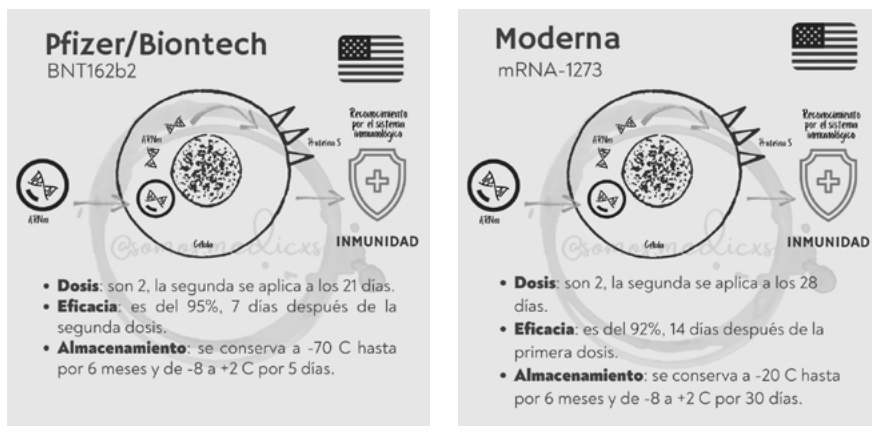 Pfizer/Biontech
BNT162b2
ARNm
ARNm
Proteína S
Célula
Reconocimiento
por el sistema
inmunológico
INMUNIDAD
@somosmedicxs
• Dosis: son 2, la segunda se aplica a los 21 días.
• Eficacia: es del 95%, 7 días después de la
segunda dosis.
• Almacenamiento: se conserva a -70 C hasta
por 6 meses y de -8 a +2 C por 5 días.
Moderna
mRNA-1273
ARNm
ARNm
Proteína S
Célula
Reconocimiento
por el sistema
inmunológico
INMUNIDAD
@somosmedicxs
• Dosis: son 2, la segunda se aplica a los 28
días.
• Eficacia: es del 92%, 14 días después de la
primera dosis.
• Almacenamiento: se conserva a -20 C hasta
por 6 meses y de -8 a +2 C por 30 días.